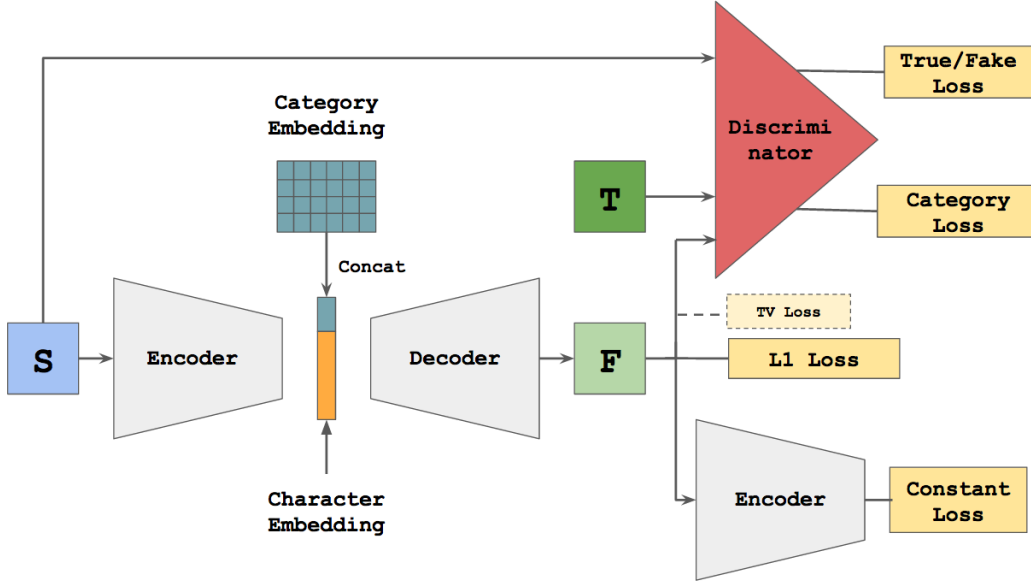 True/Fake
Loss
Category
Embedding
Discrimi
nator
T
Category
Loss
Concat
TV Loss
S
Encoder
Decoder
F
L1 Loss
Character
Embedding
Encoder
Constant
Loss